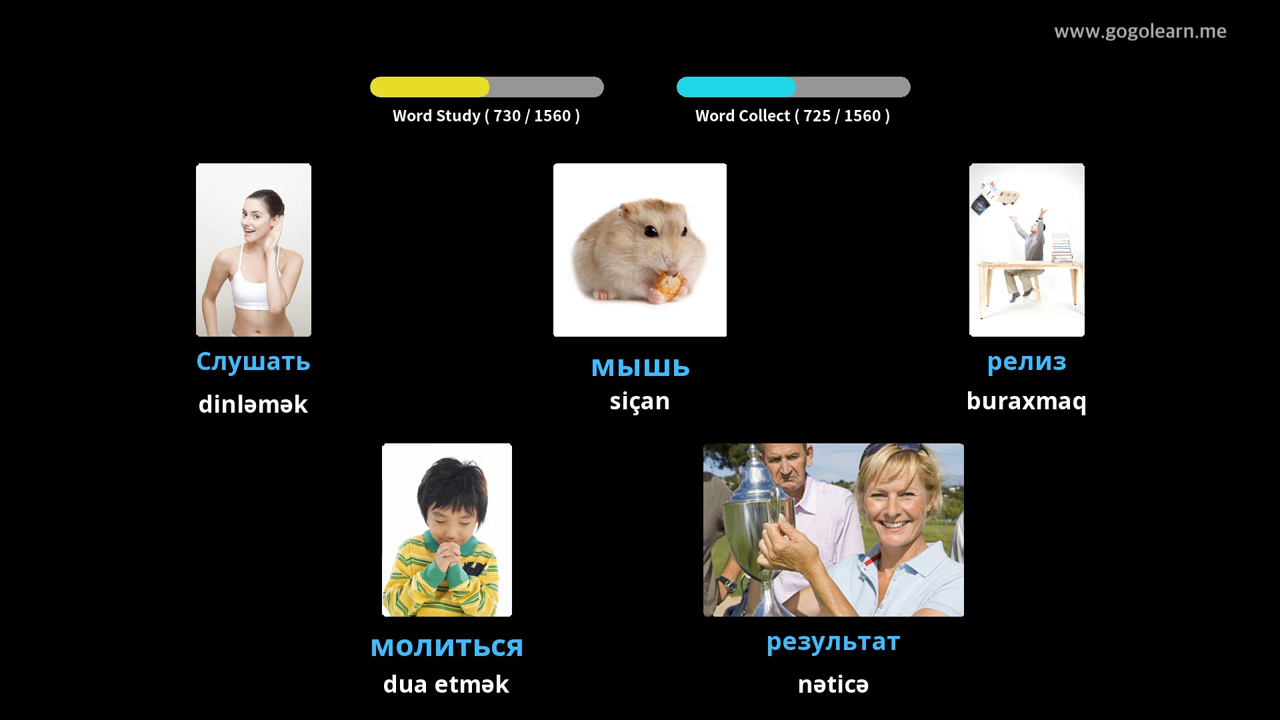 www.gogolearn.me
Word Study ( 730 / 1560 )
Word Collect ( 725 / 1560 )
Слушать
dinləmək
мышь
siçan
релиз
buraxmaq
молиться
dua etmək
результат
nəticə